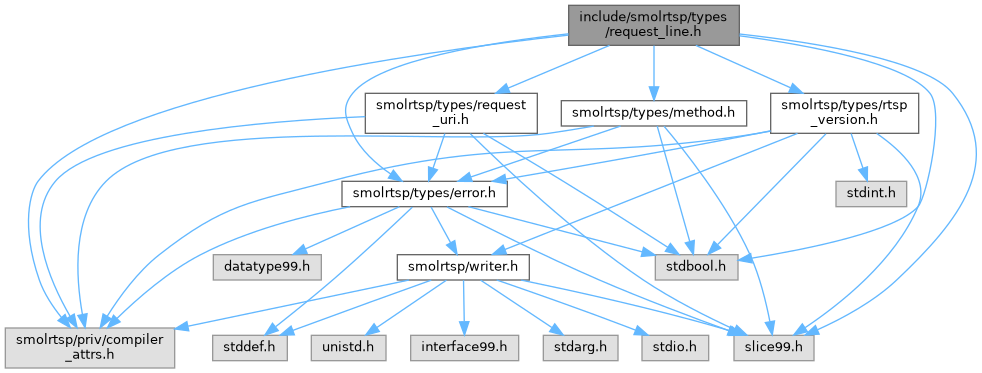 include/smolrtsp/types
/request_line.h
smolrtsp/types/request
_uri.h
smolrtsp/types/method.h
smolrtsp/types/rtsp
_version.h
smolrtsp/types/error.h
stdint.h
datatype99.h
smolrtsp/writer.h
stdbool.h
smolrtsp/priv/compiler
_attrs.h
stddef.h
unistd.h
interface99.h
stdarg.h
stdio.h
slice99.h